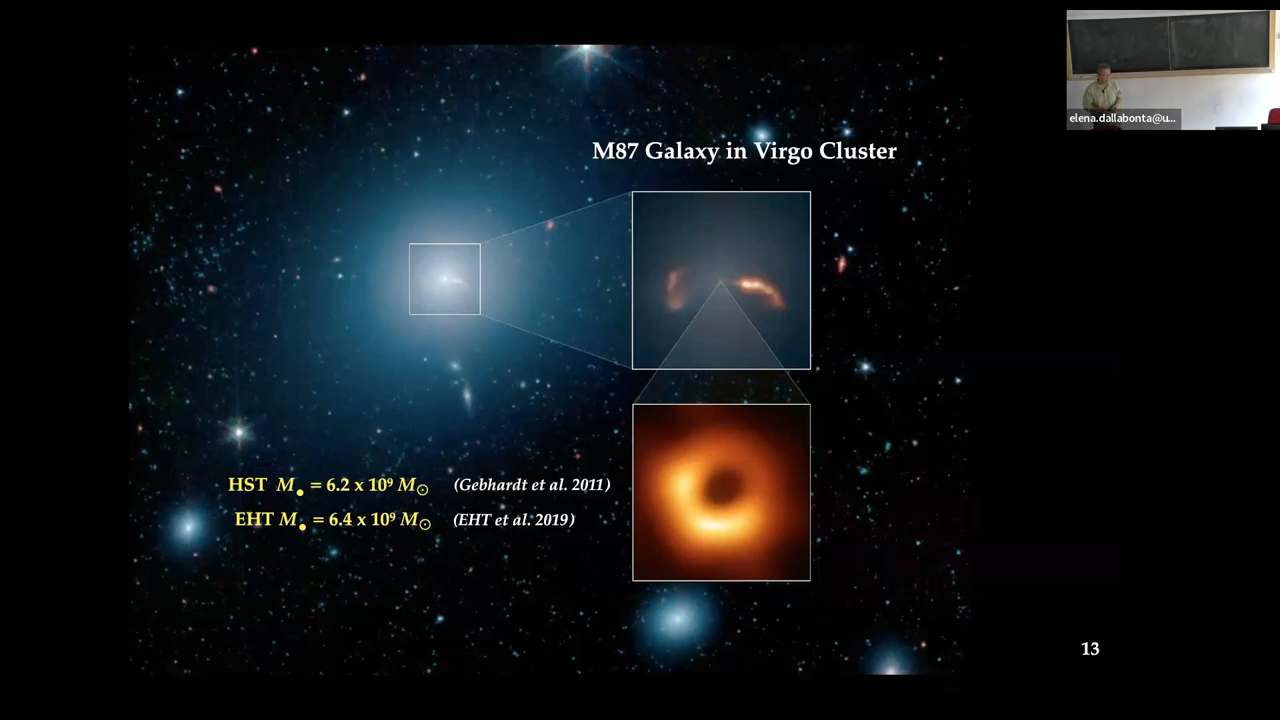 elena.dallabonta@u...
M87 Galaxy in Virgo Cluster
HST M● = 6.2 x 10⁹ M☉ (Gebhardt et al. 2011)
EHT M● = 6.4 x 10⁹ M☉ (EHT et al. 2019)
13